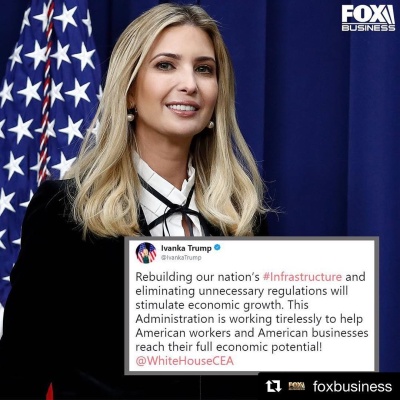 FOX
BUSINESS
Ivanka Trump
@IvankaTrump
Rebuilding our nation's #Infrastructure and
eliminating unnecessary regulations will
stimulate economic growth. This
Administration is working tirelessly to help
American workers and American businesses
reach their full economic potential!
@WhiteHouseCEA
foxbusiness